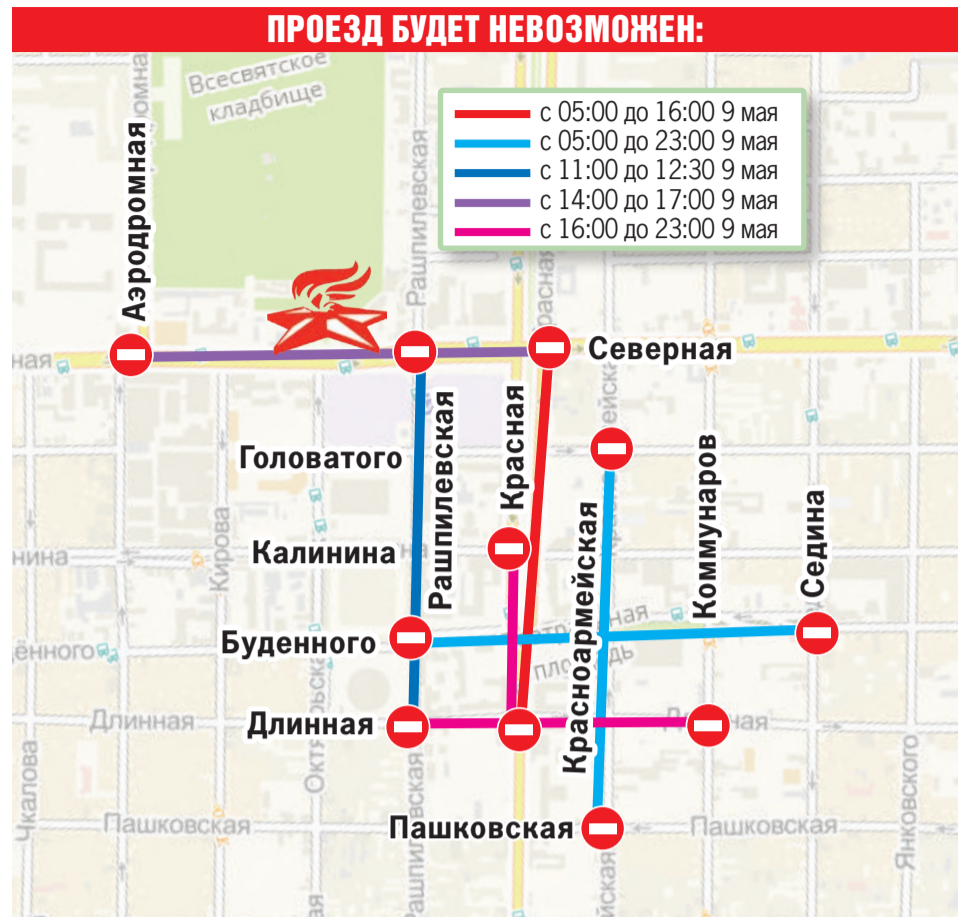 ПРОЕЗД БУДЕТ НЕВОЗМОЖЕН:
Всесвятское
кладбище
с 05:00 до 16:00 9 мая
с 05:00 до 23:00 9 мая
с 11:00 до 12:30 9 мая
с 14:00 до 17:00 9 мая
с 16:00 до 23:00 9 мая
Аэродромная
Рашпилевская
Северная
Головатого
Рашпилевская
Красная
Красноармейская
Коммунаров
Седина
Калинина
Кирова
Буденного
Длинная
Длинная
Чкалова
Пашковская
Пашковская
Пашковская
Янковского